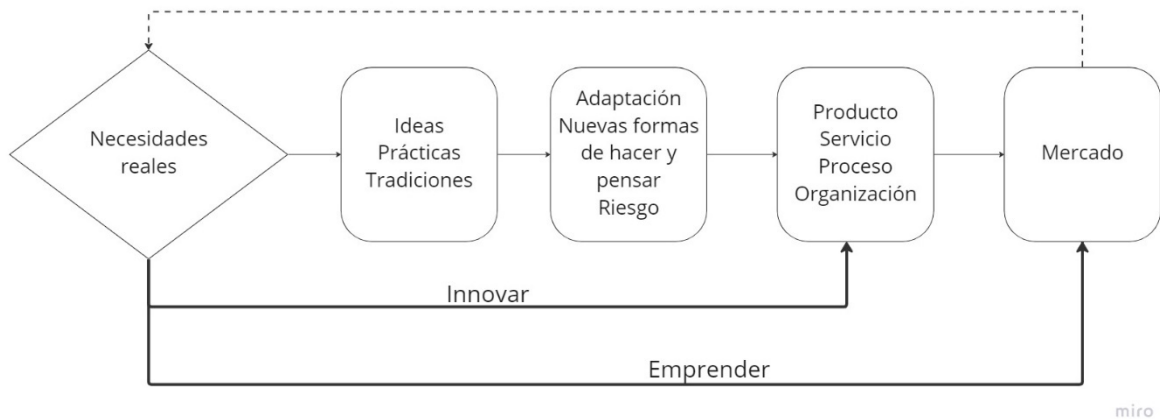 Necesidades
reales
Ideas
Prácticas
Tradiciones
Adaptación
Nuevas formas
de hacer y
pensar
Riesgo
Producto
Servicio
Proceso
Organización
Mercado
Innovar
Emprender
miro